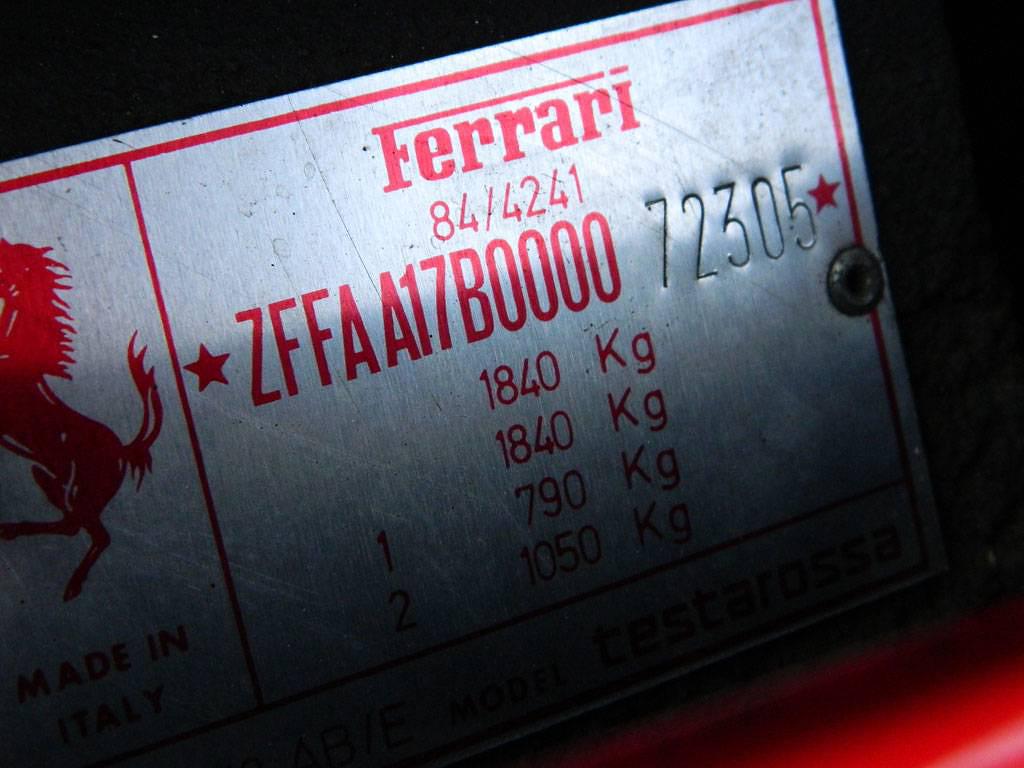 Ferrari
84/4241
★ZFFAA17B0000 72305★
1840 Kg
1840 Kg
1 790 Kg
2 1050 Kg
MADE IN
ITALY
AB/E MODEL testarossa